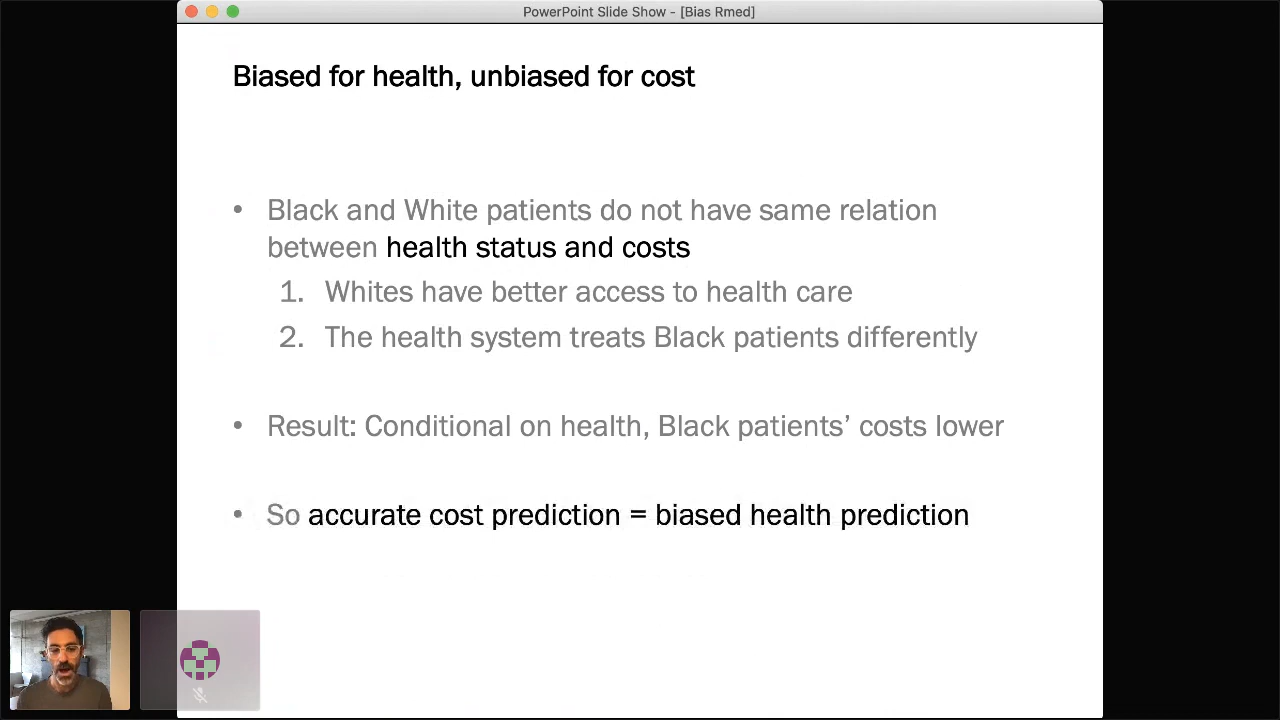 PowerPoint Slide Show - [Bias Rmed]
Biased for health, unbiased for cost
• Black and White patients do not have same relation
between health status and costs
1. Whites have better access to health care
2. The health system treats Black patients differently
• Result: Conditional on health, Black patients’ costs lower
• So accurate cost prediction = biased health prediction